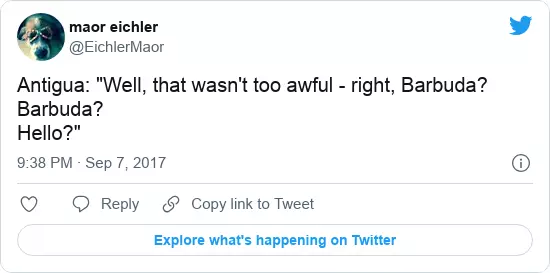 maor eichler
@EichlerMaor
Antigua: "Well, that wasn't too awful - right, Barbuda?
Barbuda?
Hello?"
9:38 PM · Sep 7, 2017
Reply
Copy link to Tweet
Explore what's happening on Twitter